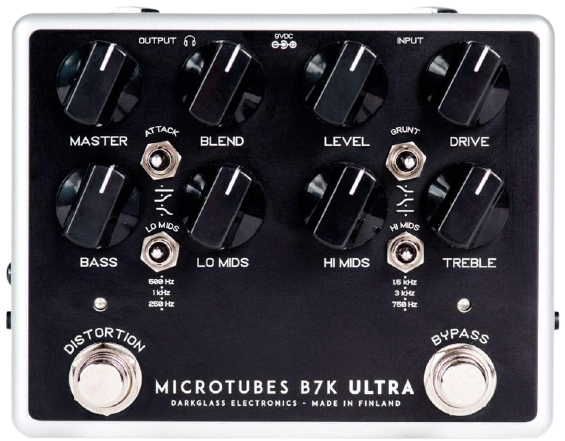 OUTPUT
9VDC
INPUT
MASTER
ATTACK
BLEND
LEVEL
GRUNT
DRIVE
BASS
LO MIDS
LO MIDS
HI MIDS
HI MIDS
TREBLE
500 Hz
1 kHz
250 Hz
1.5 kHz
3 kHz
750 Hz
DISTORTION
BYPASS
MICROTUBES B7K ULTRA
DARKGLASS ELECTRONICS - MADE IN FINLAND